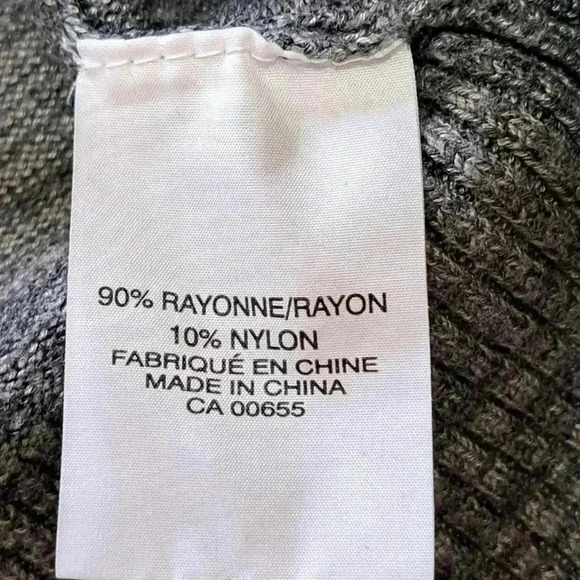 90% RAYONNE/RAYON
10% NYLON
FABRIQUÉ EN CHINE
MADE IN CHINA
CA 00655